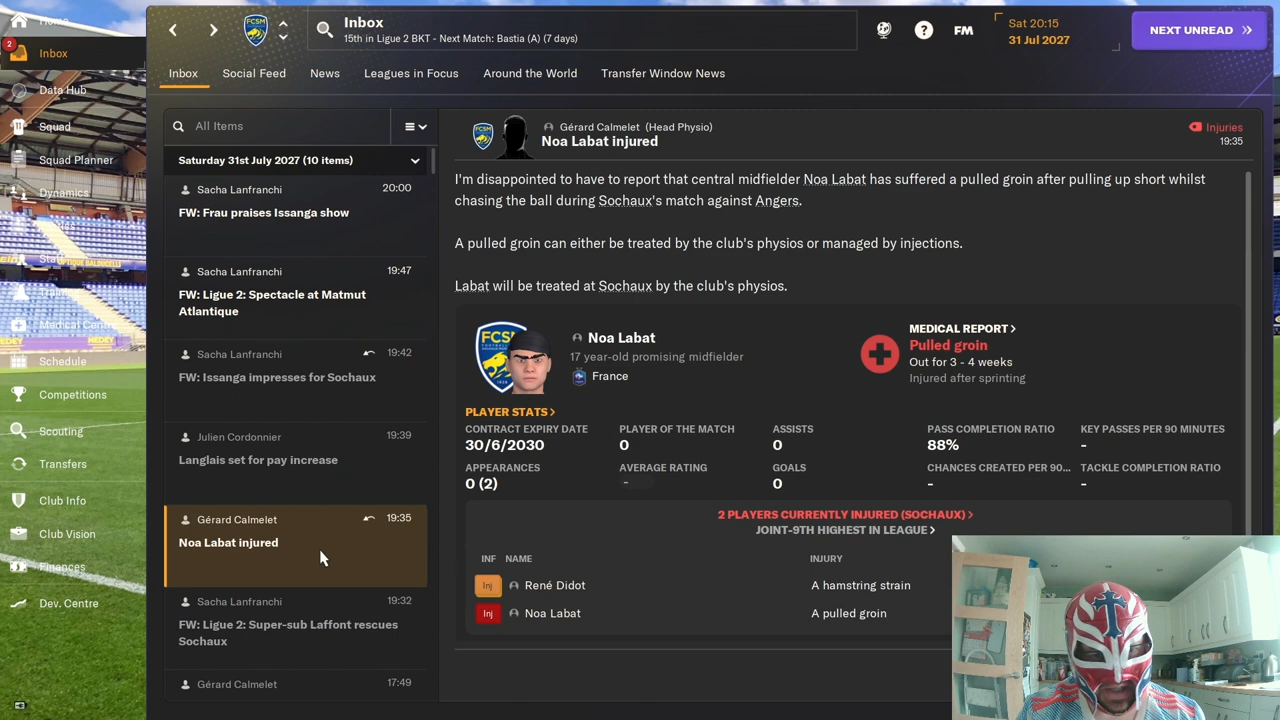 Home
2
Inbox
Data Hub
Squad
Squad Planner
Dynamics
Medical Centre
Schedule
Competitions
Scouting
Transfers
Club Info
Club Vision
Finances
Dev. Centre
FCSM
Inbox
15th in Ligue 2 BKT - Next Match: Bastia (A) (7 days)
?
FM
Sat 20:15
31 Jul 2027
NEXT UNREAD
Inbox
Social Feed
News
Leagues in Focus
Around the World
Transfer Window News
All Items
Saturday 31st July 2027 (10 items)
Sacha Lanfranchi 20:00
FW: Frau praises Issanga show
Sacha Lanfranchi 19:47
FW: Ligue 2: Spectacle at Matmut
Atlantique
Sacha Lanfranchi 19:42
FW: Issanga impresses for Sochaux
Julien Cordonnier 19:39
Langlais set for pay increase
Gérard Calmelet 19:35
Noa Labat injured
Sacha Lanfranchi 19:32
FW: Ligue 2: Super-sub Laffont rescues
Sochaux
Gérard Calmelet 17:49
Gérard Calmelet (Head Physio)
Noa Labat injured
Injuries
19:35
I'm disappointed to have to report that central midfielder Noa Labat has suffered a pulled groin after pulling up short whilst
chasing the ball during Sochaux's match against Angers.
A pulled groin can either be treated by the club's physios or managed by injections.
Labat will be treated at Sochaux by the club's physios.
FCSM
Noa Labat
17 year-old promising midfielder
France
MEDICAL REPORT >
Pulled groin
Out for 3 - 4 weeks
Injured after sprinting
PLAYER STATS >
CONTRACT EXPIRY DATE PLAYER OF THE MATCH ASSISTS PASS COMPLETION RATIO KEY PASSES PER 90 MINUTES
30/6/2030 0 0 88% -
APPEARANCES AVERAGE RATING GOALS CHANCES CREATED PER 90... TACKLE COMPLETION RATIO
0 (2) - 0 - -
2 PLAYERS CURRENTLY INJURED (SOCHAUX) >
JOINT-9TH HIGHEST IN LEAGUE >
INF NAME INJURY
Inj René Didot A hamstring strain
Inj Noa Labat A pulled groin